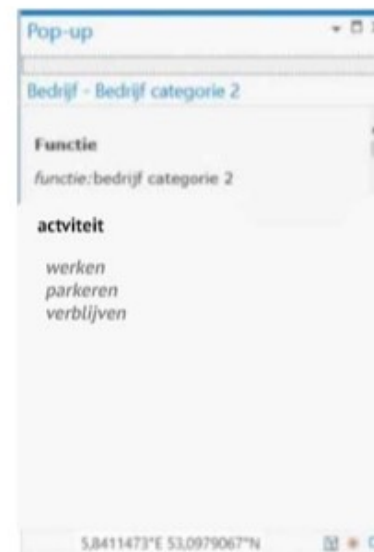 Pop-up
Bedrijf - Bedrijf categorie 2
Functie
functie:bedrijf categorie 2
actviteit
werken
parkeren
verblijven
5,8411473°E 53,0979067°N